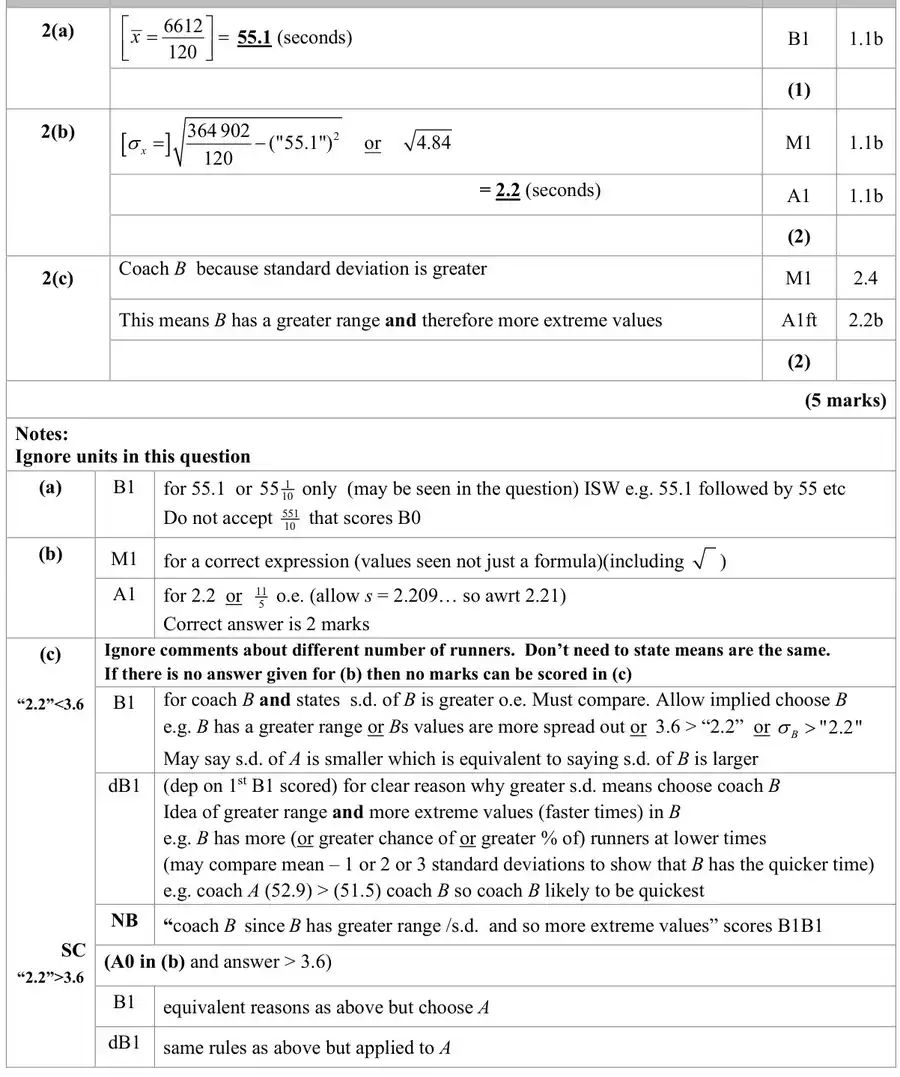 2(a) [x̄ = 6612/120] = 55.1 (seconds) B1 1.1b
(1)
2(b) [σₓ =]√(364 902/120 − ("55.1")²) or √4.84 M1 1.1b
= 2.2 (seconds) A1 1.1b
(2)
2(c) Coach B because standard deviation is greater M1 2.4
This means B has a greater range and therefore more extreme values A1ft 2.2b
(2)
(5 marks)
Notes:
Ignore units in this question
(a) B1 for 55.1 or 55 1/10 only (may be seen in the question) ISW e.g. 55.1 followed by 55 etc
Do not accept 551/10 that scores B0
(b) M1 for a correct expression (values seen not just a formula)(including √ )
A1 for 2.2 or 11/5 o.e. (allow s = 2.209… so awrt 2.21)
Correct answer is 2 marks
(c) Ignore comments about different number of runners. Don’t need to state means are the same.
If there is no answer given for (b) then no marks can be scored in (c)
“2.2”<3.6 B1 for coach B and states s.d. of B is greater o.e. Must compare. Allow implied choose B
e.g. B has a greater range or Bs values are more spread out or 3.6 > “2.2” or σ_B > "2.2"
May say s.d. of A is smaller which is equivalent to saying s.d. of B is larger
dB1 (dep on 1st B1 scored) for clear reason why greater s.d. means choose coach B
Idea of greater range and more extreme values (faster times) in B
e.g. B has more (or greater chance of or greater % of) runners at lower times
(may compare mean – 1 or 2 or 3 standard deviations to show that B has the quicker time)
e.g. coach A (52.9) > (51.5) coach B so coach B likely to be quickest
NB “coach B since B has greater range /s.d. and so more extreme values” scores B1B1
SC
“2.2”>3.6 (A0 in (b) and answer > 3.6)
B1 equivalent reasons as above but choose A
dB1 same rules as above but applied to A